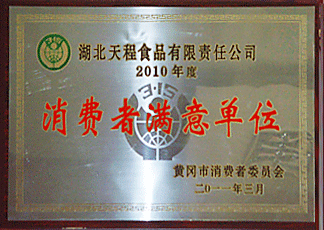 湖北天程食品有限责任公司
2010年度
3·15
消费者满意单位
黄冈市消费者委员会
二〇一一年三月